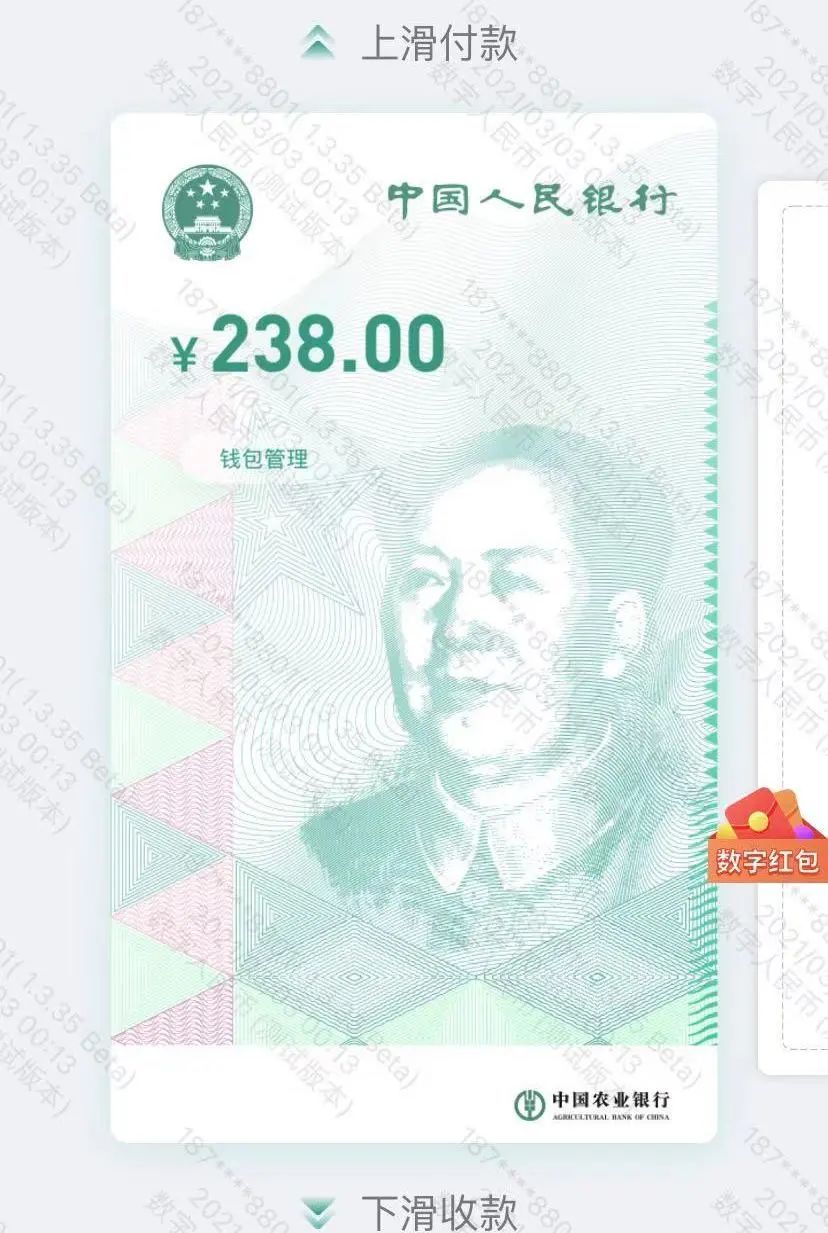 上滑付款
中国人民银行
¥238.00
钱包管理
数字红包
中国农业银行
AGRICULTURAL BANK OF CHINA
下滑收款
187****8801( 1.3.35 Beta)
2021/03/03 00:13
数字人民币 (测试版本)